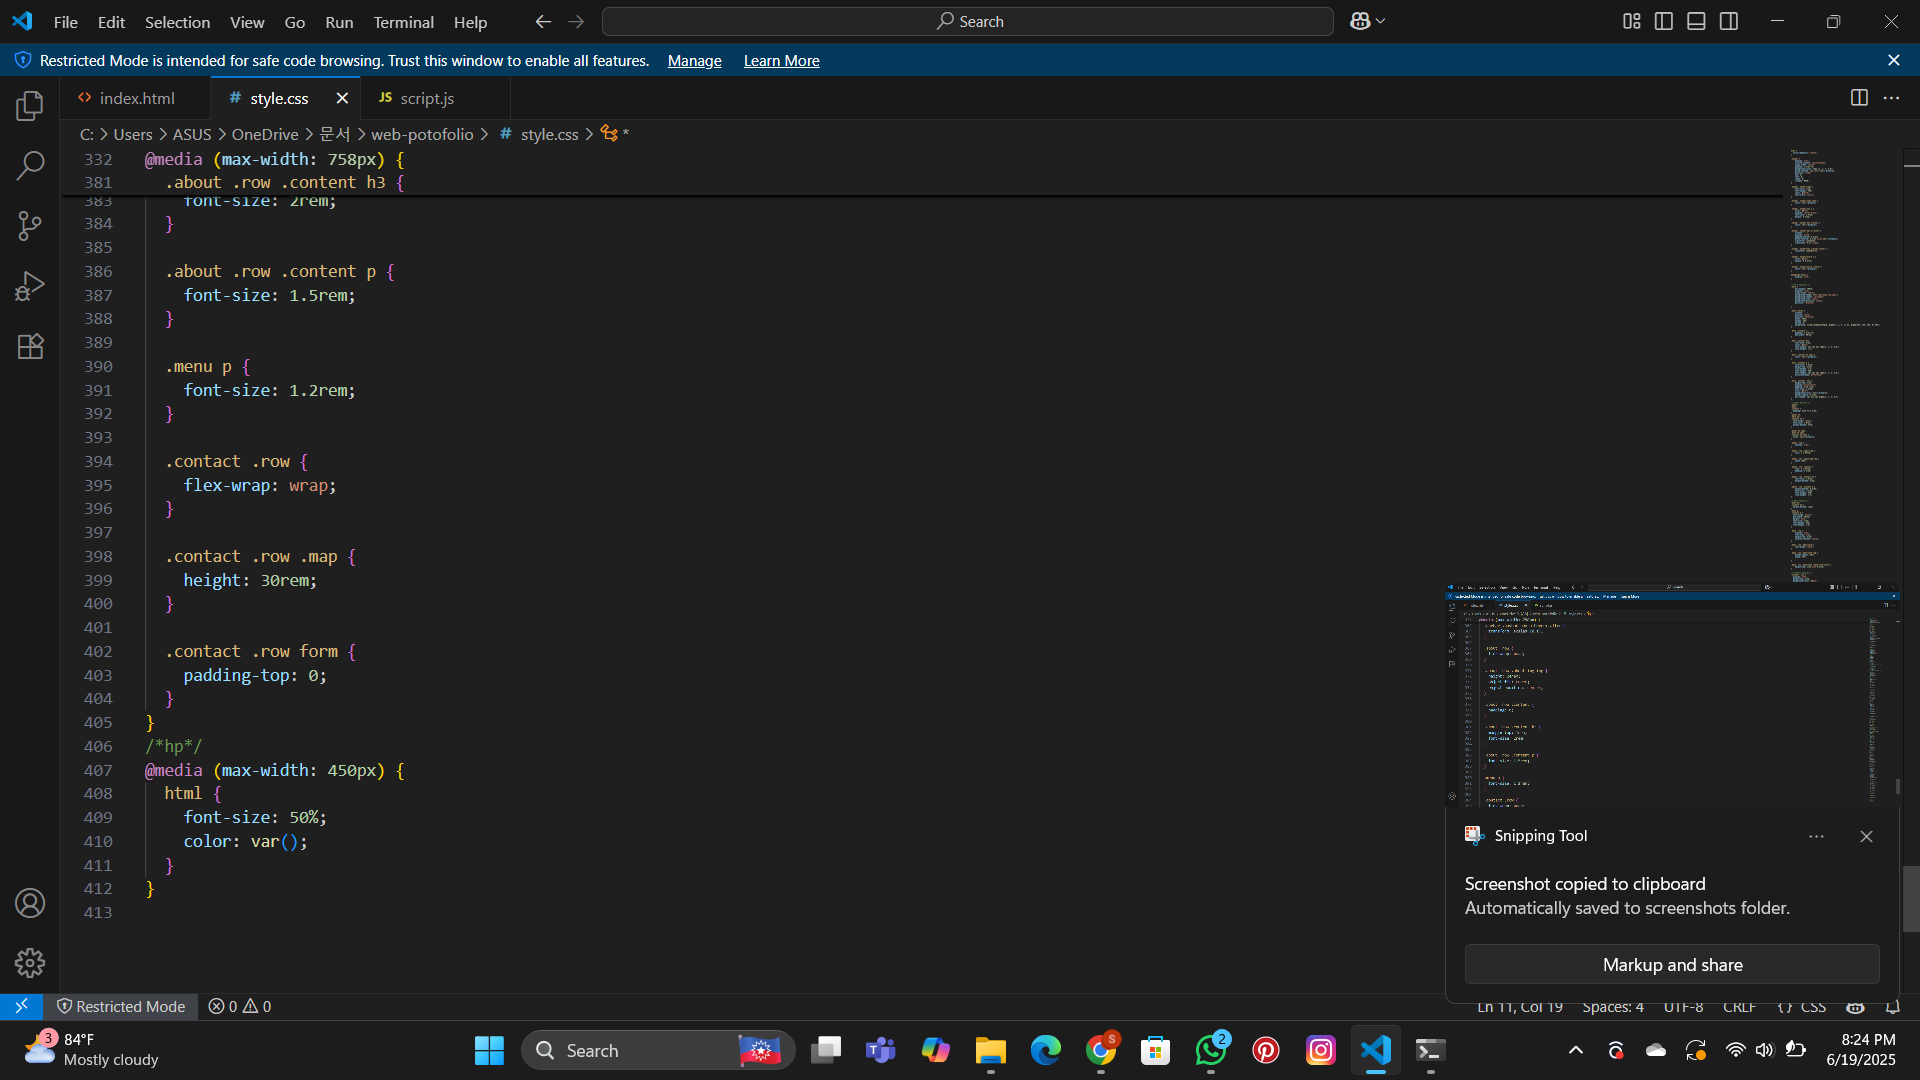 File Edit Selection View Go Run Terminal Help Search
Restricted Mode is intended for safe code browsing. Trust this window to enable all features. Manage Learn More
index.html # style.css JS script.js
C: > Users > ASUS > OneDrive > 문서 > web-potofolio > # style.css > *
332 @media (max-width: 758px) {
381 .about .row .content h3 {
383 font-size: 2rem;
384 }
385
386 .about .row .content p {
387 font-size: 1.5rem;
388 }
389
390 .menu p {
391 font-size: 1.2rem;
392 }
393
394 .contact .row {
395 flex-wrap: wrap;
396 }
397
398 .contact .row .map {
399 height: 30rem;
400 }
401
402 .contact .row form {
403 padding-top: 0;
404 }
405 }
406 /*hp*/
407 @media (max-width: 450px) {
408 html {
409 font-size: 50%;
410 color: var();
411 }
412 }
413
Snipping Tool
Screenshot copied to clipboard
Automatically saved to screenshots folder.
Markup and share
Restricted Mode 0 0 Ln 11, Col 19 Spaces: 4 UTF-8 CRLF {} CSS
3 84°F
Mostly cloudy
Search
S
2
8:24 PM
6/19/2025